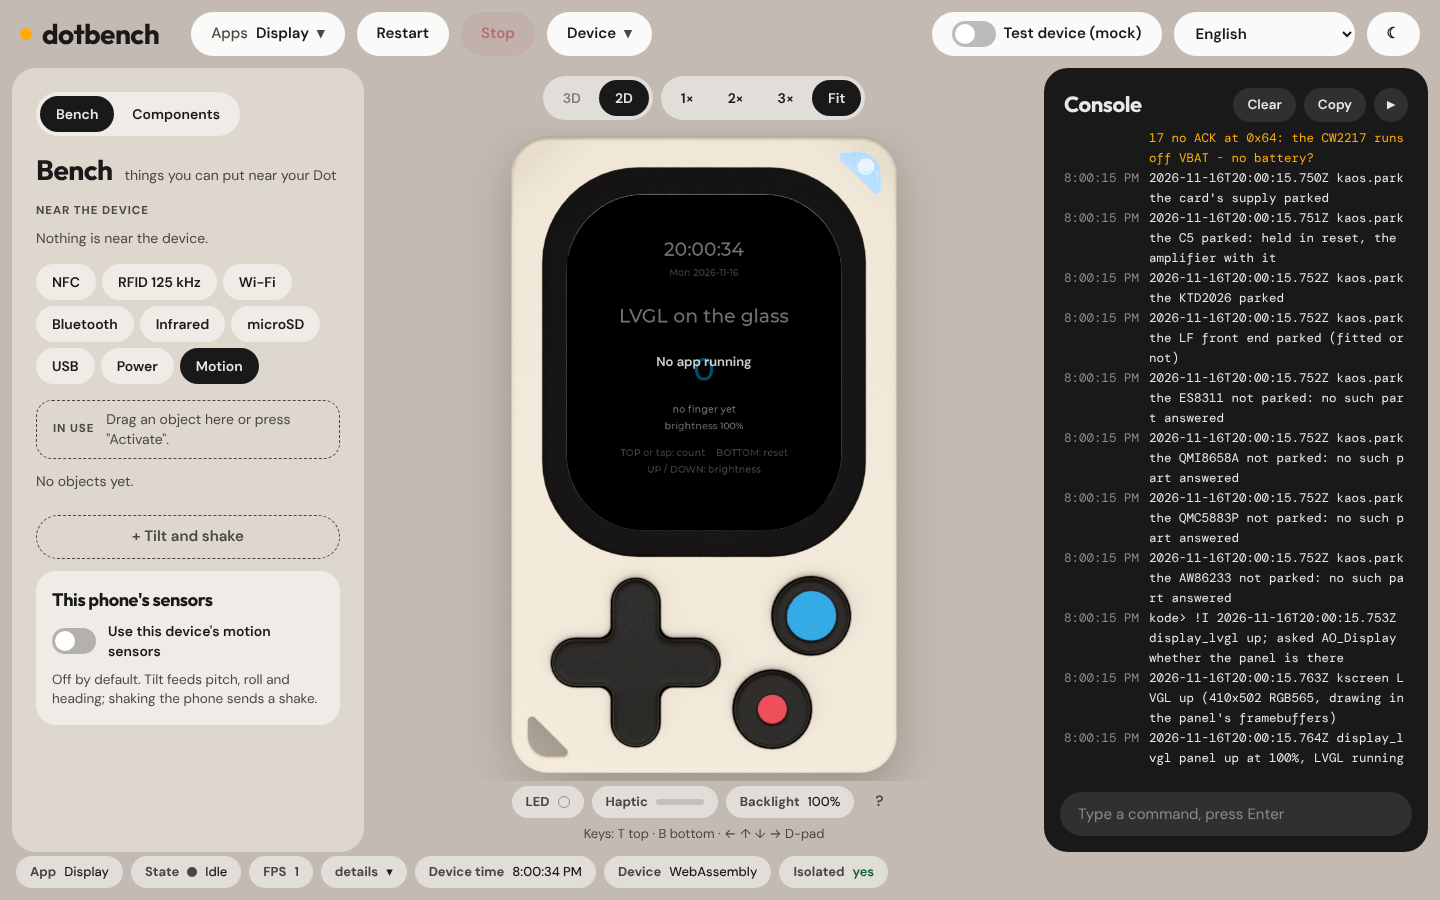 dotbench
Apps Display ▾
Restart
Stop
Device ▾
Test device (mock)
English
Bench
Components
Bench things you can put near your Dot
NEAR THE DEVICE
Nothing is near the device.
NFC
RFID 125 kHz
Wi-Fi
Bluetooth
Infrared
microSD
USB
Power
Motion
IN USE
Drag an object here or press
"Activate".
No objects yet.
+ Tilt and shake
This phone's sensors
Use this device's motion
sensors
Off by default. Tilt feeds pitch, roll and
heading; shaking the phone sends a shake.
3D
2D
1×
2×
3×
Fit
20:00:34
Mon 2026-11-16
LVGL on the glass
No app running
0
no finger yet
brightness 100%
TOP or tap: count BOTTOM: reset
UP / DOWN: brightness
LED
Haptic
Backlight 100%
?
Keys: T top · B bottom · ← ↑ ↓ → D-pad
Console
Clear
Copy
17 no ACK at 0x64: the CW2217 runs
off VBAT - no battery?
8:00:15 PM 2026-11-16T20:00:15.750Z kaos.park
the card's supply parked
8:00:15 PM 2026-11-16T20:00:15.751Z kaos.park
the C5 parked: held in reset, the
amplifier with it
8:00:15 PM 2026-11-16T20:00:15.752Z kaos.park
the KTD2026 parked
8:00:15 PM 2026-11-16T20:00:15.752Z kaos.park
the LF front end parked (fitted or
not)
8:00:15 PM 2026-11-16T20:00:15.752Z kaos.park
the ES8311 not parked: no such par
t answered
8:00:15 PM 2026-11-16T20:00:15.752Z kaos.park
the QMI8658A not parked: no such p
art answered
8:00:15 PM 2026-11-16T20:00:15.752Z kaos.park
the QMC5883P not parked: no such p
art answered
8:00:15 PM 2026-11-16T20:00:15.752Z kaos.park
the AW86233 not parked: no such pa
rt answered
8:00:15 PM kode> !I 2026-11-16T20:00:15.753Z
display_lvgl up; asked AO_Display
whether the panel is there
8:00:15 PM 2026-11-16T20:00:15.763Z kscreen L
VGL up (410x502 RGB565, drawing in
the panel's framebuffers)
8:00:15 PM 2026-11-16T20:00:15.764Z display_l
vgl panel up at 100%, LVGL running
Type a command, press Enter
App Display
State Idle
FPS 1
details ▾
Device time 8:00:34 PM
Device WebAssembly
Isolated yes